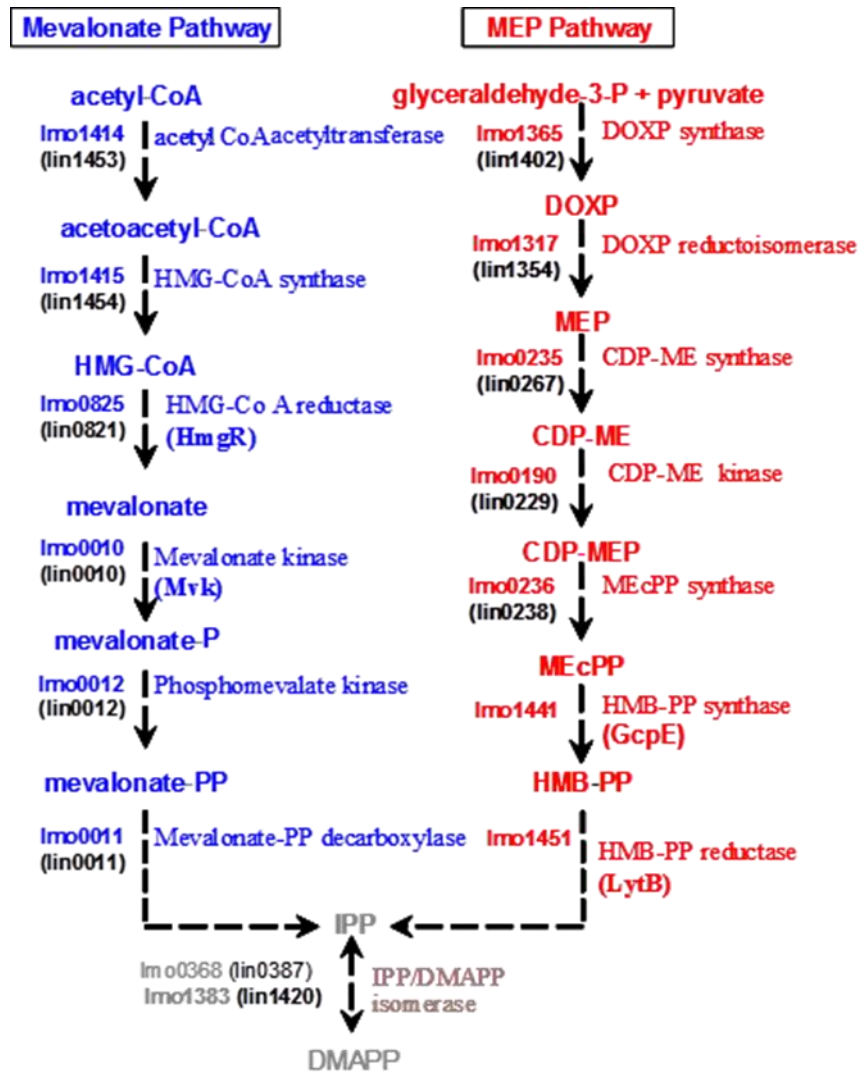 Mevalonate Pathway
acetyl-CoA
lmo1414
(lin1453)
acetyl CoA acetyltransferase
acetoacetyl-CoA
lmo1415
(lin1454)
HMG-CoA synthase
HMG-CoA
lmo0825
(lin0821)
HMG-Co A reductase
(HmgR)
mevalonate
lmo0010
(lin0010)
Mevalonate kinase
(Mvk)
mevalonate-P
lmo0012
(lin0012)
Phosphomevalate kinase
mevalonate-PP
lmo0011
(lin0011)
Mevalonate-PP decarboxylase
MEP Pathway
glyceraldehyde-3-P + pyruvate
lmo1365
(lin1402)
DOXP synthase
DOXP
lmo1317
(lin1354)
DOXP reductoisomerase
MEP
lmo0235
(lin0267)
CDP-ME synthase
CDP-ME
lmo0190
(lin0229)
CDP-ME kinase
CDP-MEP
lmo0236
(lin0238)
MEcPP synthase
MEcPP
lmo1441
HMB-PP synthase
(GcpE)
HMB-PP
lmo1451
HMB-PP reductase
(LytB)
IPP
lmo0368 (lin0387)
lmo1383 (lin1420)
IPP/DMAPP
isomerase
DMAPP